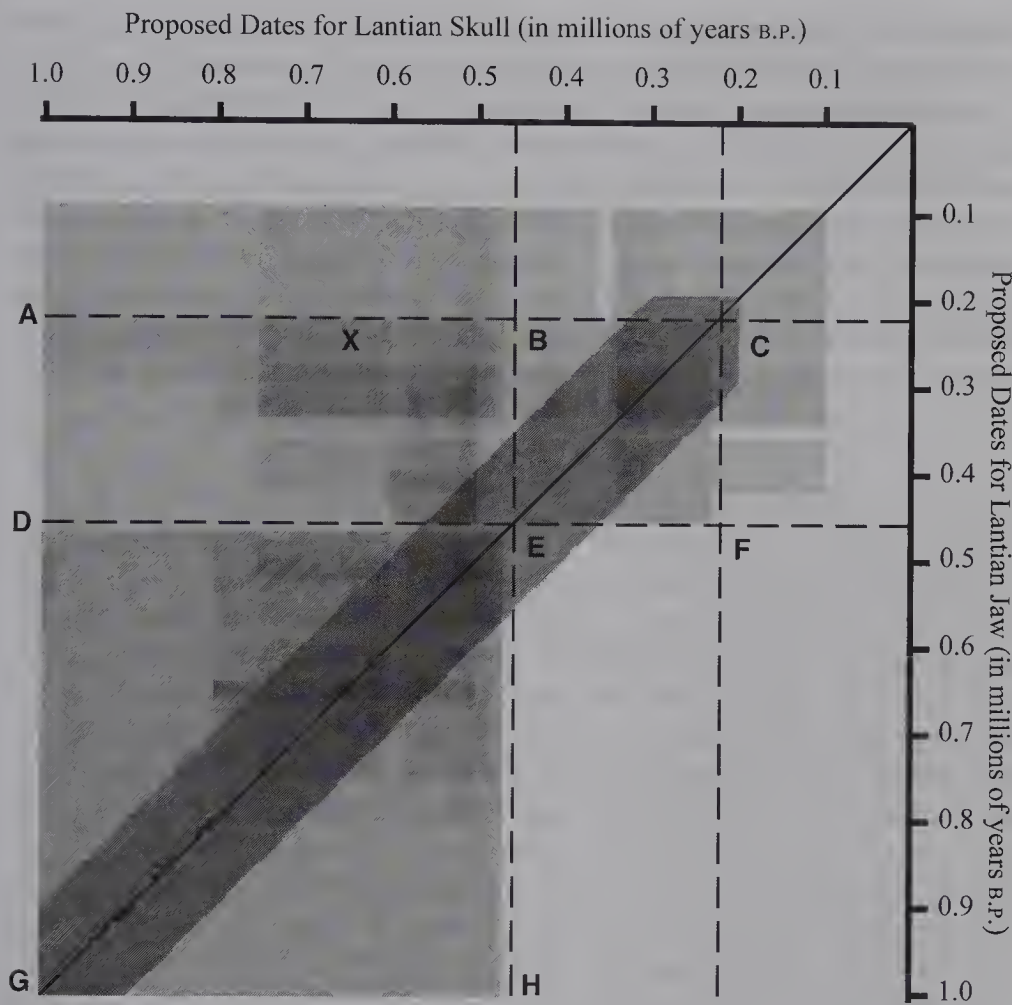 Proposed Dates for Lantian Skull (in millions of years B.P.)
1.0 0.9 0.8 0.7 0.6 0.5 0.4 0.3 0.2 0.1
0.1
0.2
A
B
C
X
0.3
0.4
D
E
F
0.5
0.6
0.7
0.8
0.9
G
H
1.0
Proposed Dates for Lantian Jaw (in millions of years B.P.)